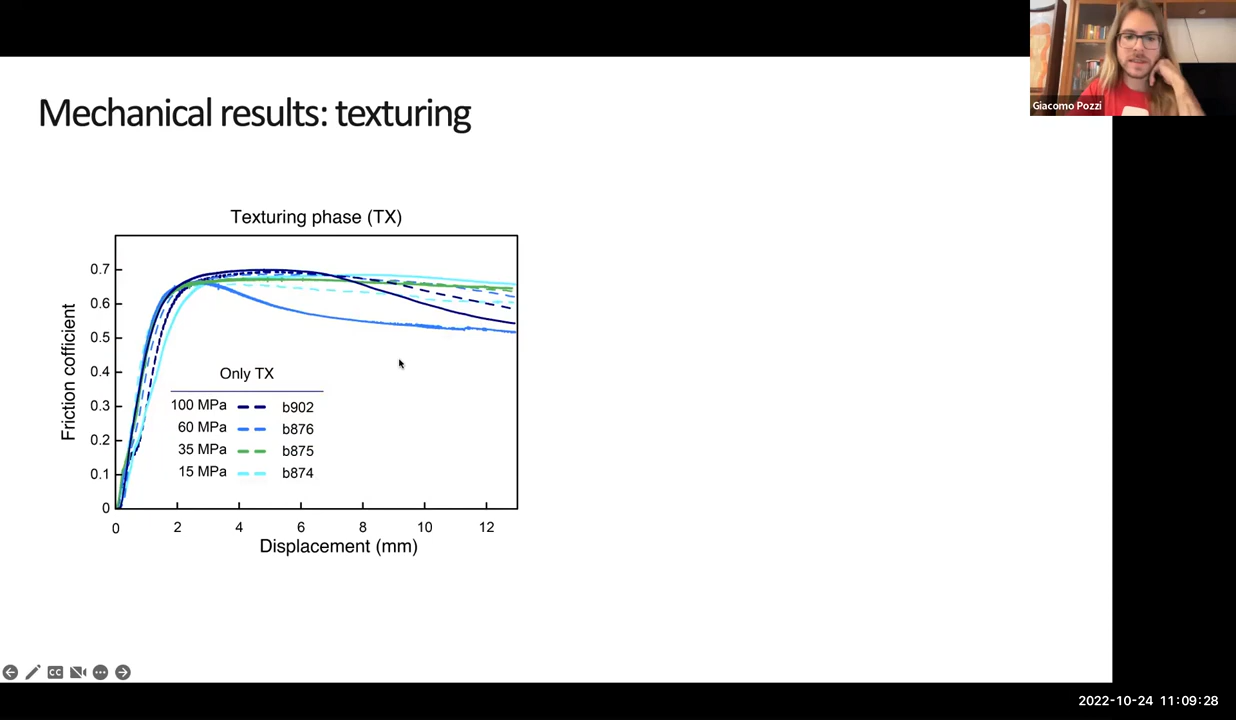 Giacomo Pozzi
Mechanical results: texturing
Texturing phase (TX)
Friction cofficient
0.7
0.6
0.5
0.4
0.3
0.2
0.1
0
Only TX
100 MPa b902
60 MPa b876
35 MPa b875
15 MPa b874
0 2 4 6 8 10 12
Displacement (mm)
CC
2022-10-24 11:09:28